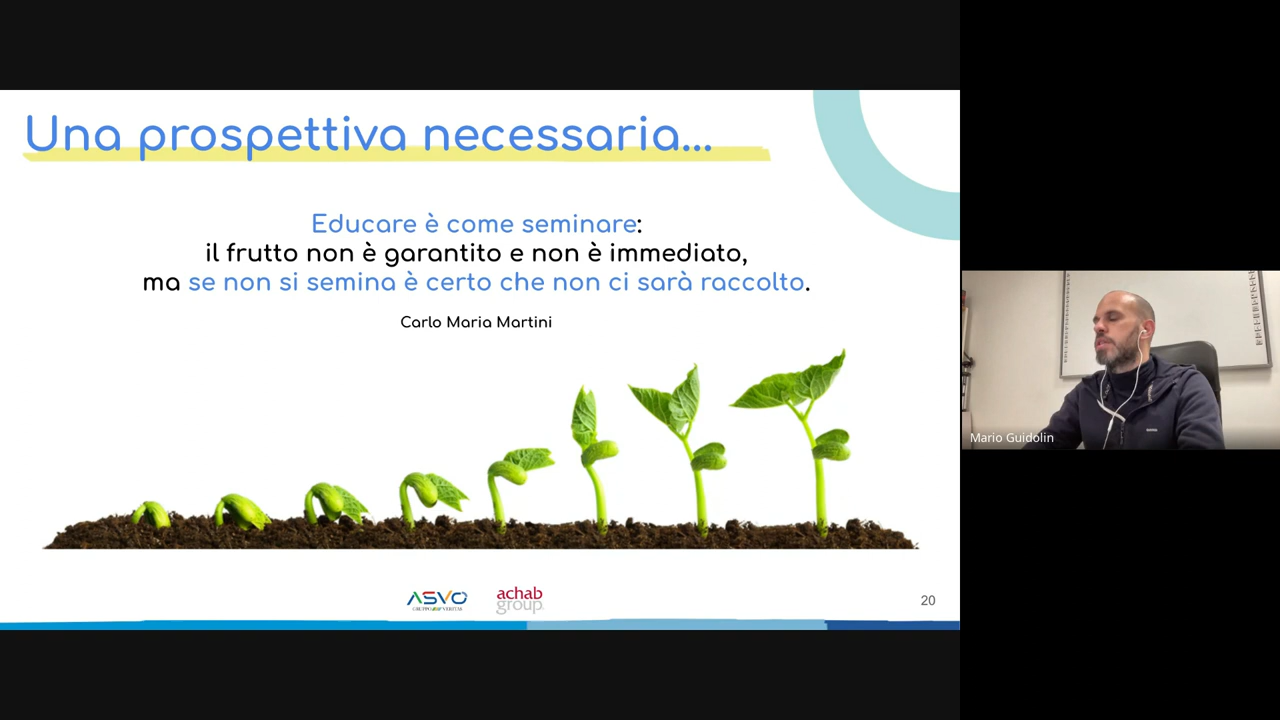 Una prospettiva necessaria...
Educare è come seminare:
il frutto non è garantito e non è immediato,
ma se non si semina è certo che non ci sarà raccolto.
Carlo Maria Martini
Mario Guidolin
ASVO
GRUPPO VERITAS
achab
group
20